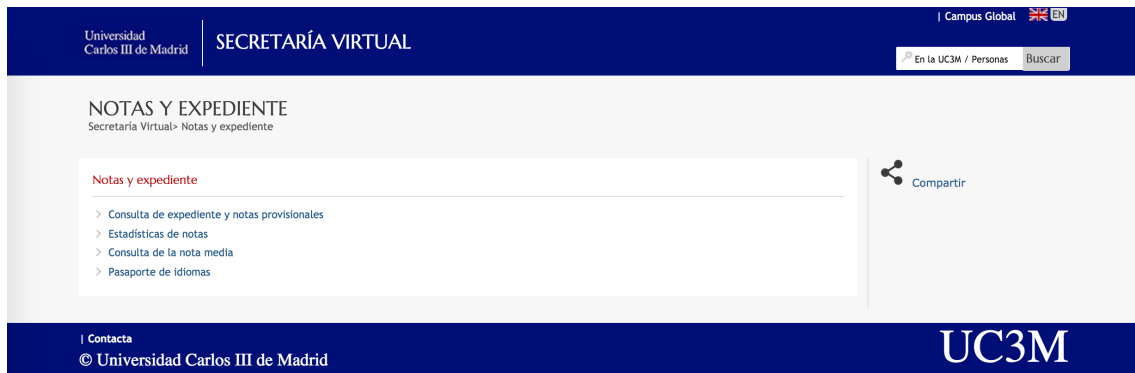 | Campus Global EN
Universidad
Carlos III de Madrid
SECRETARÍA VIRTUAL
En la UC3M / Personas Buscar
NOTAS Y EXPEDIENTE
Secretaría Virtual> Notas y expediente
Notas y expediente
Compartir
> Consulta de expediente y notas provisionales
> Estadísticas de notas
> Consulta de la nota media
> Pasaporte de idiomas
| Contacta
© Universidad Carlos III de Madrid
UC3M